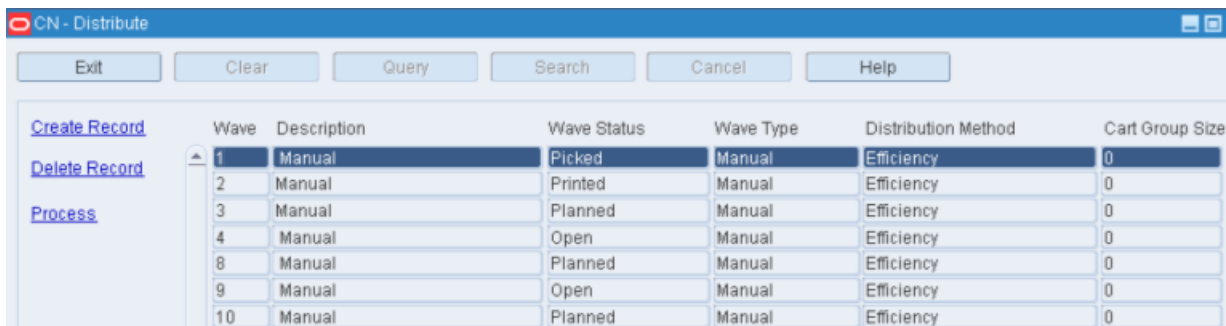 CN - Distribute
Exit Clear Query Search Cancel Help
Create Record Wave Description Wave Status Wave Type Distribution Method Cart Group Size
Delete Record 1 Manual Picked Manual Efficiency 0
2 Manual Printed Manual Efficiency 0
Process 3 Manual Planned Manual Efficiency 0
4 Manual Open Manual Efficiency 0
8 Manual Planned Manual Efficiency 0
9 Manual Open Manual Efficiency 0
10 Manual Planned Manual Efficiency 0